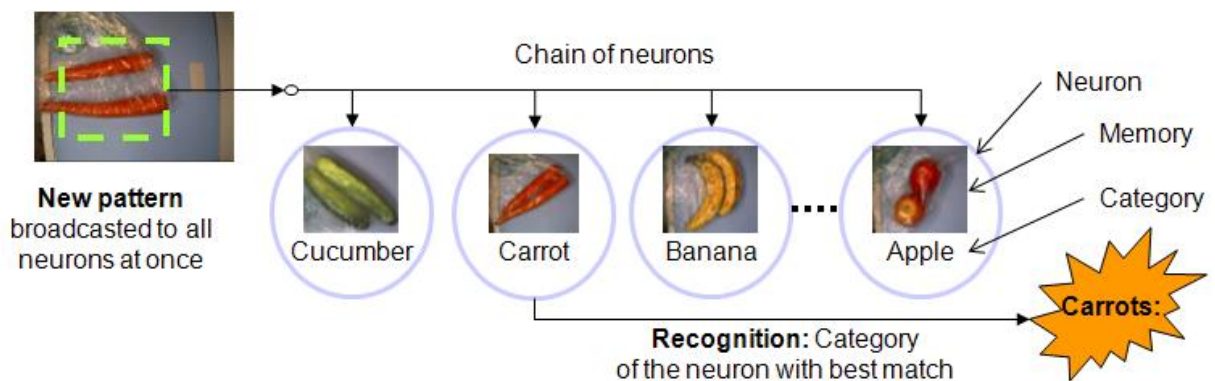 Chain of neurons
Neuron
Memory
Category
New pattern
broadcasted to all
neurons at once
Cucumber
Carrot
Banana
Apple
Carrots:
Recognition: Category
of the neuron with best match